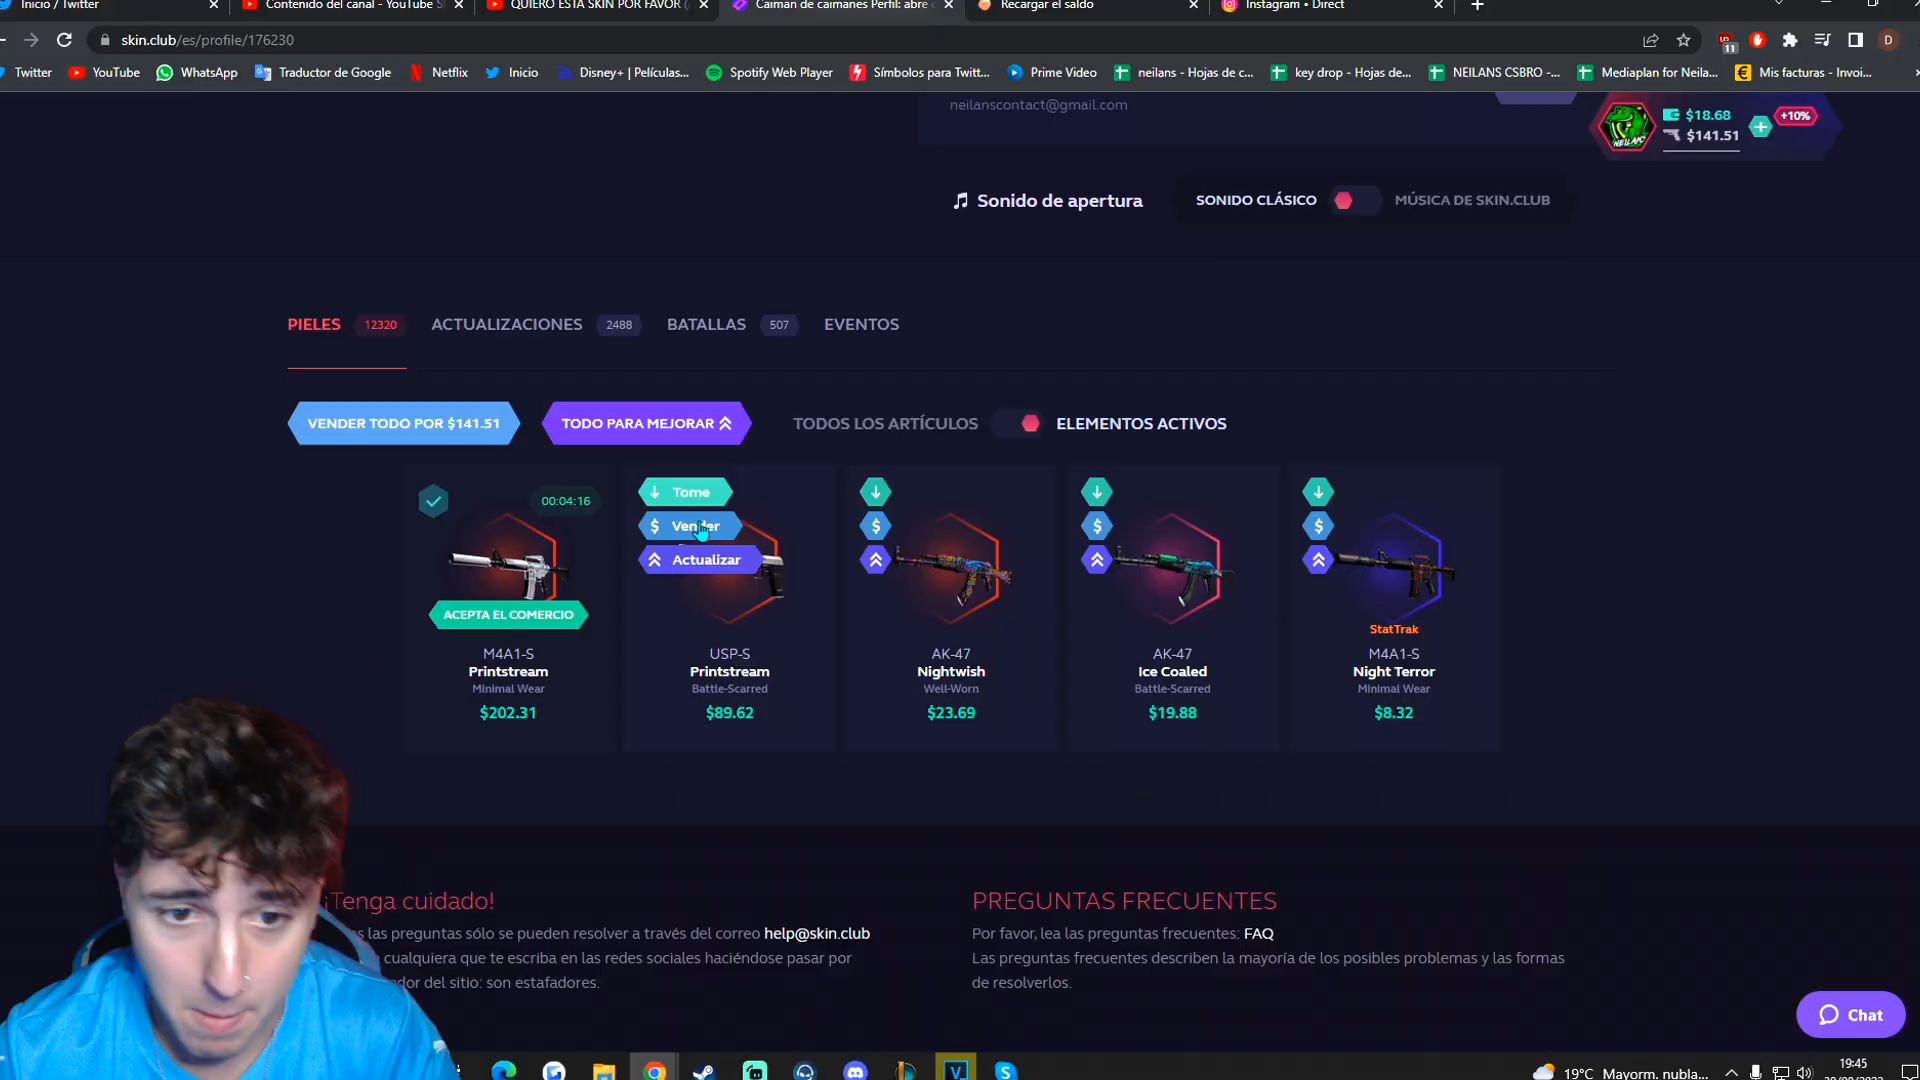 Inicio / Twitter
Contenido del canal - YouTube S
QUIERO ESTA SKIN POR FAVOR (
Caiman de caimanes Perfil: abre
Recargar el saldo
Instagram • Direct
skin.club/es/profile/176230
11
D
Twitter
YouTube
WhatsApp
Traductor de Google
Netflix
Inicio
Disney+ | Películas...
Spotify Web Player
Símbolos para Twitt...
Prime Video
neilans - Hojas de c...
key drop - Hojas de...
NEILANS CSBRO -...
Mediaplan for Neila...
Mis facturas - Invoi...
neilanscontact@gmail.com
$18.68
$141.51
+10%
Sonido de apertura
SONIDO CLÁSICO
MÚSICA DE SKIN.CLUB
PIELES 12320
ACTUALIZACIONES 2488
BATALLAS 507
EVENTOS
VENDER TODO POR $141.51
TODO PARA MEJORAR
TODOS LOS ARTÍCULOS
ELEMENTOS ACTIVOS
00:04:16
ACEPTA EL COMERCIO
M4A1-S
Printstream
Minimal Wear
$202.31
Tome
Vender
Actualizar
USP-S
Printstream
Battle-Scarred
$89.62
AK-47
Nightwish
Well-Worn
$23.69
AK-47
Ice Coaled
Battle-Scarred
$19.88
StatTrak
M4A1-S
Night Terror
Minimal Wear
$8.32
¡Tenga cuidado!
las preguntas sólo se pueden resolver a través del correo help@skin.club
cualquiera que te escriba en las redes sociales haciéndose pasar por
del sitio: son estafadores.
PREGUNTAS FRECUENTES
Por favor, lea las preguntas frecuentes: FAQ
Las preguntas frecuentes describen la mayoría de los posibles problemas y las formas
de resolverlos.
Chat
19°C Mayorm. nubla...
19:45